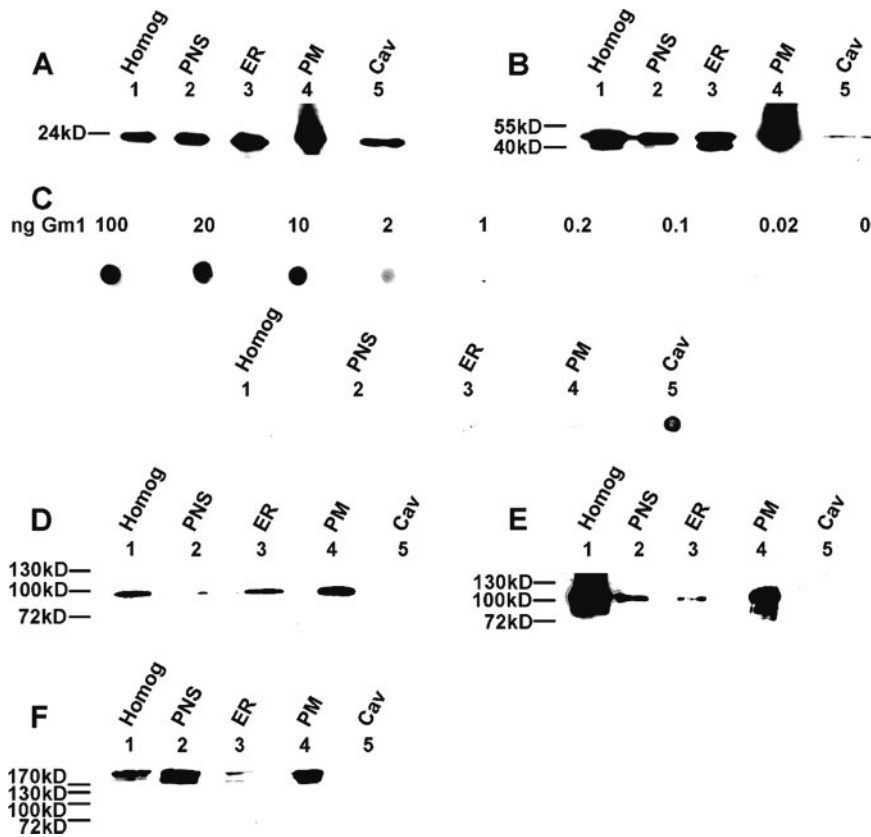 A
Homog PNS ER PM Cav
1 2 3 4 5
24kD
B
Homog PNS ER PM Cav
1 2 3 4 5
55kD
40kD
C
ng Gm1 100 20 10 2 1 0.2 0.1 0.02 0
Homog PNS ER PM Cav
1 2 3 4 5
D
Homog PNS ER PM Cav
1 2 3 4 5
130kD
100kD
72kD
E
Homog PNS ER PM Cav
1 2 3 4 5
130kD
100kD
72kD
F
Homog PNS ER PM Cav
1 2 3 4 5
170kD
130kD
100kD
72kD